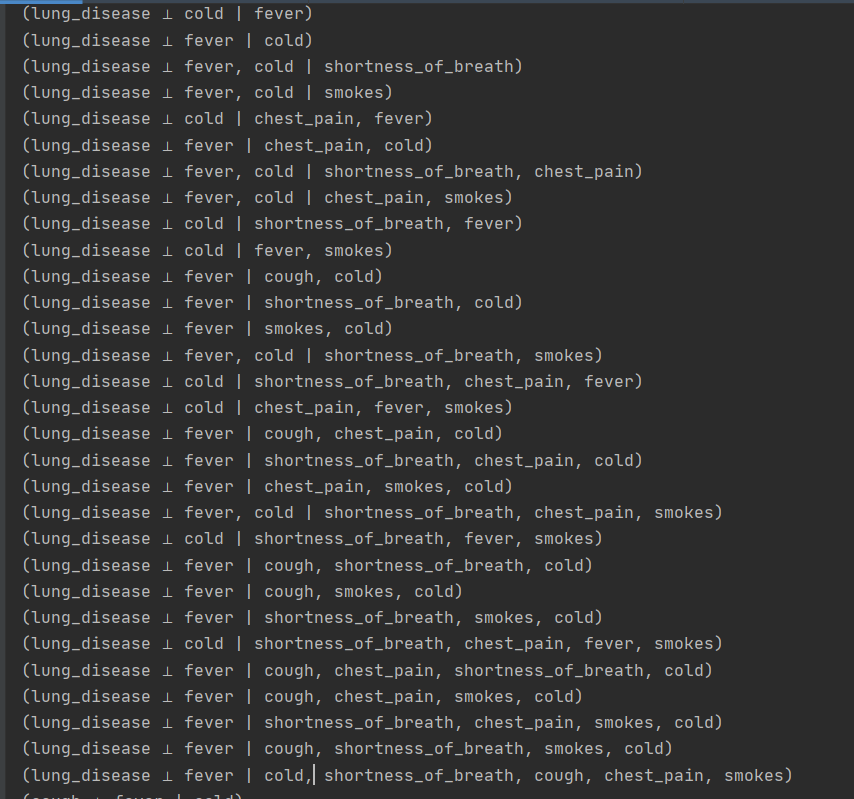 (lung_disease ⟂ cold | fever)
(lung_disease ⟂ fever | cold)
(lung_disease ⟂ fever, cold | shortness_of_breath)
(lung_disease ⟂ fever, cold | smokes)
(lung_disease ⟂ cold | chest_pain, fever)
(lung_disease ⟂ fever | chest_pain, cold)
(lung_disease ⟂ fever, cold | shortness_of_breath, chest_pain)
(lung_disease ⟂ fever, cold | chest_pain, smokes)
(lung_disease ⟂ cold | shortness_of_breath, fever)
(lung_disease ⟂ cold | fever, smokes)
(lung_disease ⟂ fever | cough, cold)
(lung_disease ⟂ fever | shortness_of_breath, cold)
(lung_disease ⟂ fever | smokes, cold)
(lung_disease ⟂ fever, cold | shortness_of_breath, smokes)
(lung_disease ⟂ cold | shortness_of_breath, chest_pain, fever)
(lung_disease ⟂ cold | chest_pain, fever, smokes)
(lung_disease ⟂ fever | cough, chest_pain, cold)
(lung_disease ⟂ fever | shortness_of_breath, chest_pain, cold)
(lung_disease ⟂ fever | chest_pain, smokes, cold)
(lung_disease ⟂ fever, cold | shortness_of_breath, chest_pain, smokes)
(lung_disease ⟂ cold | shortness_of_breath, fever, smokes)
(lung_disease ⟂ fever | cough, shortness_of_breath, cold)
(lung_disease ⟂ fever | cough, smokes, cold)
(lung_disease ⟂ fever | shortness_of_breath, smokes, cold)
(lung_disease ⟂ cold | shortness_of_breath, chest_pain, fever, smokes)
(lung_disease ⟂ fever | cough, chest_pain, shortness_of_breath, cold)
(lung_disease ⟂ fever | cough, chest_pain, smokes, cold)
(lung_disease ⟂ fever | shortness_of_breath, chest_pain, smokes, cold)
(lung_disease ⟂ fever | cough, shortness_of_breath, smokes, cold)
(lung_disease ⟂ fever | cold, shortness_of_breath, cough, chest_pain, smokes)
(cough ⟂ fever | cold)